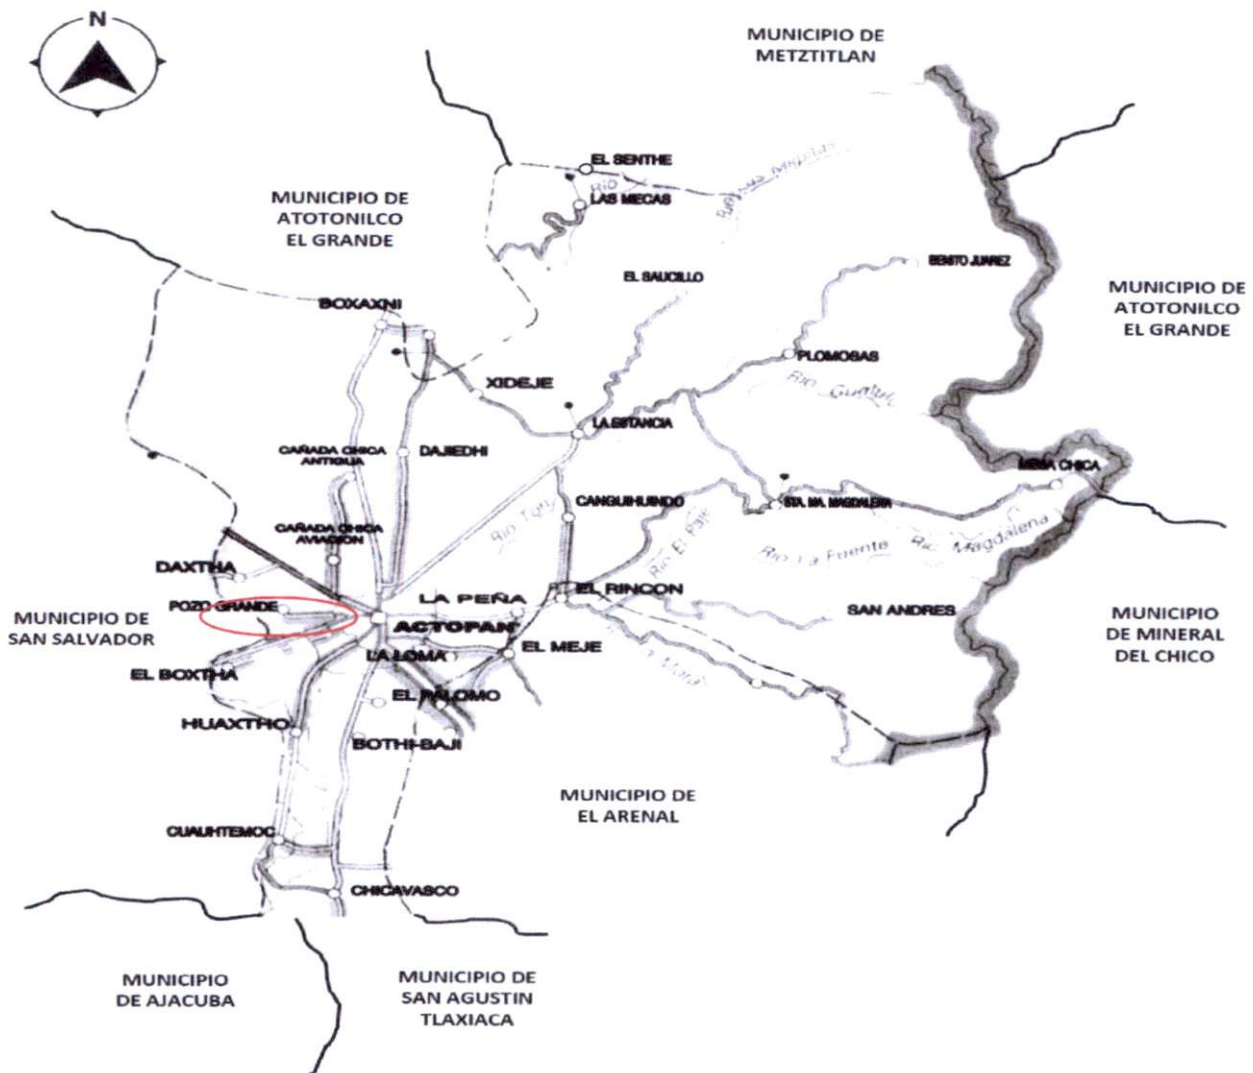 N
MUNICIPIO DE
METZTITLAN
EL SENTHE
Rio
LAS MECAS
MUNICIPIO DE
ATOTONILCO
EL GRANDE
BENITO JUAREZ
EL SAUCILLO
MUNICIPIO DE
ATOTONILCO
EL GRANDE
BOXAXNI
PLOMOSAS
XIDEJE
Rio
LA ESTANCIA
CAÑADA CHICA
ANTIGUA
DAJIEDHI
MESA CHICA
CANGUIHUINDO
STA. MA. MAGDALENA
CAÑADA CHICA
AVIACION
Rio
Rio El
Rio La Fuente
Rio Magdalena
DAXTHA
EL RINCON
LA PEÑA
POZO GRANDE
SAN ANDRES
MUNICIPIO DE
SAN SALVADOR
ACTOPAN
MUNICIPIO
DE MINERAL
DEL CHICO
EL MEJE
LA LOMA
EL BOXTHA
EL PALOMO
HUAXTHO
BOTHI-BAJI
MUNICIPIO DE
EL ARENAL
CUAUHTEMOC
CHICAVASCO
MUNICIPIO
DE AJACUBA
MUNICIPIO DE
SAN AGUSTIN
TLAXIACA